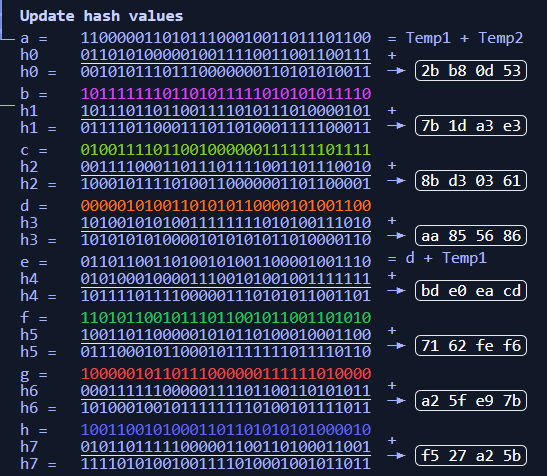 Update hash values
a = 11000001101011100010011011101100 = Temp1 + Temp2
h0 01101010000010011110011001100111 +
h0 = 00101011101110000000110101010011 2b b8 0d 53
b = 10111111101101011111010101011110
h1 10111011011001111010111010000101 +
h1 = 01111011000111011010001111100011 7b 1d a3 e3
c = 01001111011001000000111111101111
h2 00111100011011101111001101110010 +
h2 = 10001011110100110000001101100001 8b d3 03 61
d = 00000101001101010110000101001100
h3 10100101010011111111010100111010 +
h3 = 10101010100001010101011010000110 aa 85 56 86
e = 01101100110100101001100001001110 = d + Temp1
h4 01010001000011100101001001111111 +
h4 = 10111101111000001110101011001101 bd e0 ea cd
f = 11010110010111011001011001101010
h5 10011011000001010110100010001100 +
h5 = 01110001011000101111111011110110 71 62 fe f6
g = 10000010110111000000111111010000
h6 00011111100000111101100110101011 +
h6 = 10100010010111111110100101111011 a2 5f e9 7b
h = 10011001010001101101010101000010
h7 01011011111000001100110100011001 +
h7 = 11110101001001111010001001011011 f5 27 a2 5b